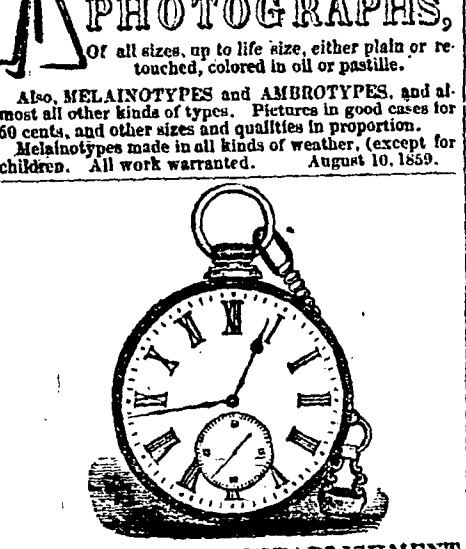 PHOTOGRAPHS,
Of all sizes, up to life size, either plain or re-
touched, colored in oil or pastille.
Also, MELAINOTYPES and AMBROTYPES, and al-
most all other kinds of types. Pictures in good cases for
50 cents, and other sizes and qualities in proportion.
Melainotypes made in all kinds of weather, (except for
children. All work warranted. August 10, 1859.